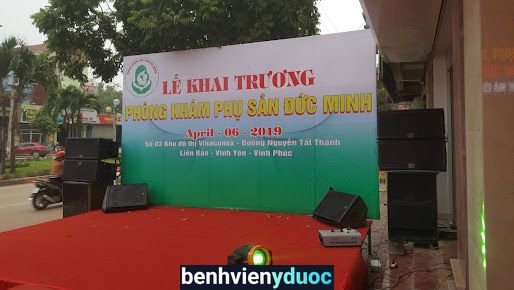 LỄ KHAI TRƯƠNG
PHÒNG KHÁM PHỤ SẢN ĐỨC MINH
April - 06 - 2019
Số 03 Khu đô thị Vinaconex - Đường Nguyễn Tất Thành
Liên Bảo - Vĩnh Yên - Vĩnh Phúc
benhvienyduoc